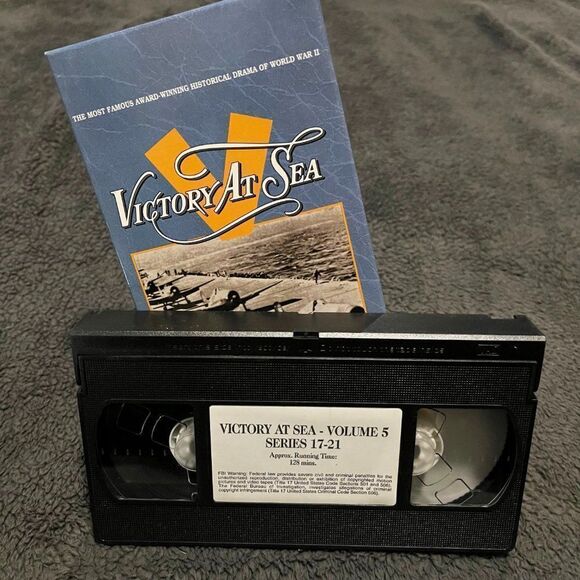 THE MOST FAMOUS AWARD-WINNING HISTORICAL DRAMA OF WORLD WAR II
V
VICTORY AT SEA
VICTORY AT SEA - VOLUME 5
SERIES 17-21
Approx. Running Time:
128 mins.
FBI Warning: Federal law provides severe civil and criminal penalties for the
unauthorized reproduction, distribution or exhibition of copyrighted motion
pictures and video tapes (Title 17 United States Code Sections 501 and 506).
The Federal Bureau of Investigation, investigates allegations of criminal
copyright infringement (Title 17 United States Criminal Code Section 506).